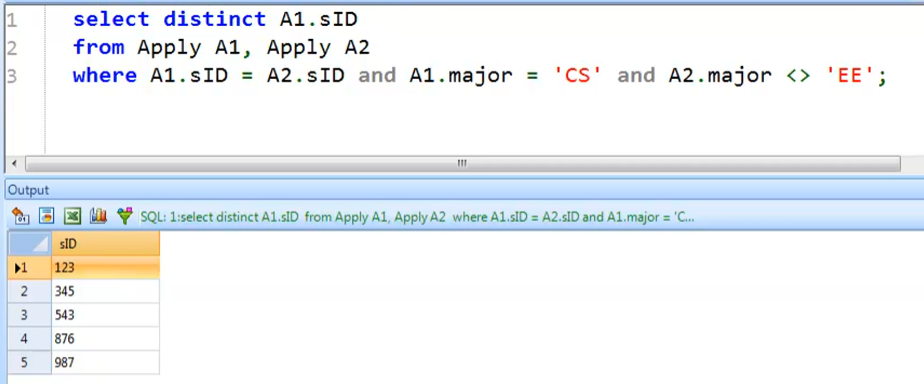 1 select distinct A1.sID
2 from Apply A1, Apply A2
3 where A1.sID = A2.sID and A1.major = 'CS' and A2.major <> 'EE';
Output
SQL: 1:select distinct A1.sID from Apply A1, Apply A2 where A1.sID = A2.sID and A1.major = 'C...
sID
1 123
2 345
3 543
4 876
5 987